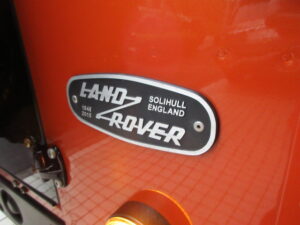 LAND
ROVER
1948
2015
SOLIHULL
ENGLAND